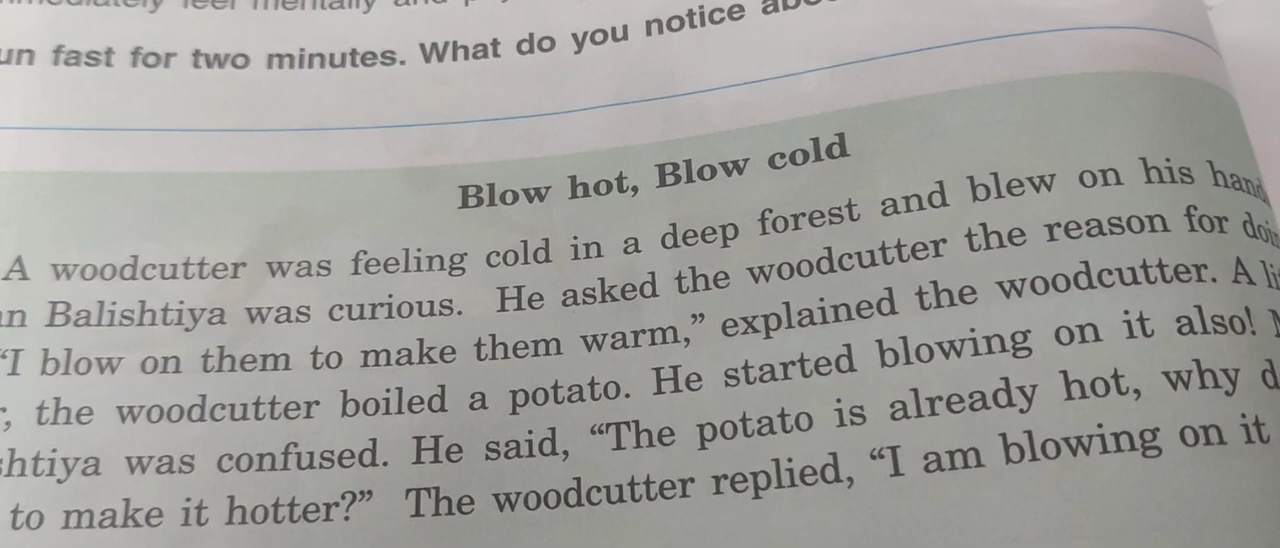 fast for two minutes. What do you notice
Blow hot, Blow cold
A woodcutter was feeling cold in a deep forest and blew on his
Balishtiya was curious. He asked the woodcutter the reason for
“I blow on them to make them warm,” explained the woodcutter. A
, the woodcutter boiled a potato. He started blowing on it also!
was confused. He said, “The potato is already hot, why
to make it hotter?” The woodcutter replied, “I am blowing on it